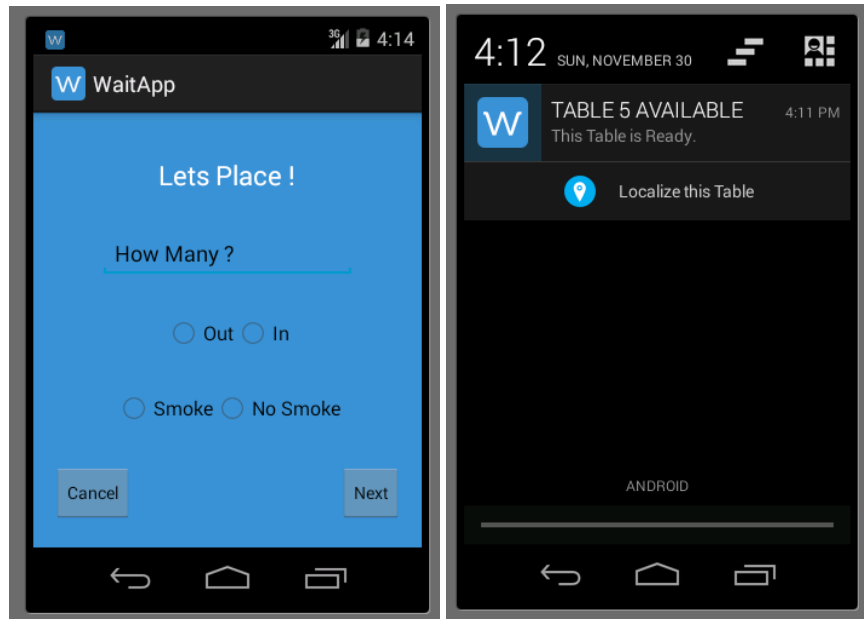 W 3G 4:14
W WaitApp
Lets Place !
How Many ?
Out In
Smoke No Smoke
Cancel Next
4:12 SUN, NOVEMBER 30
W TABLE 5 AVAILABLE 4:11 PM
This Table is Ready.
Localize this Table
ANDROID